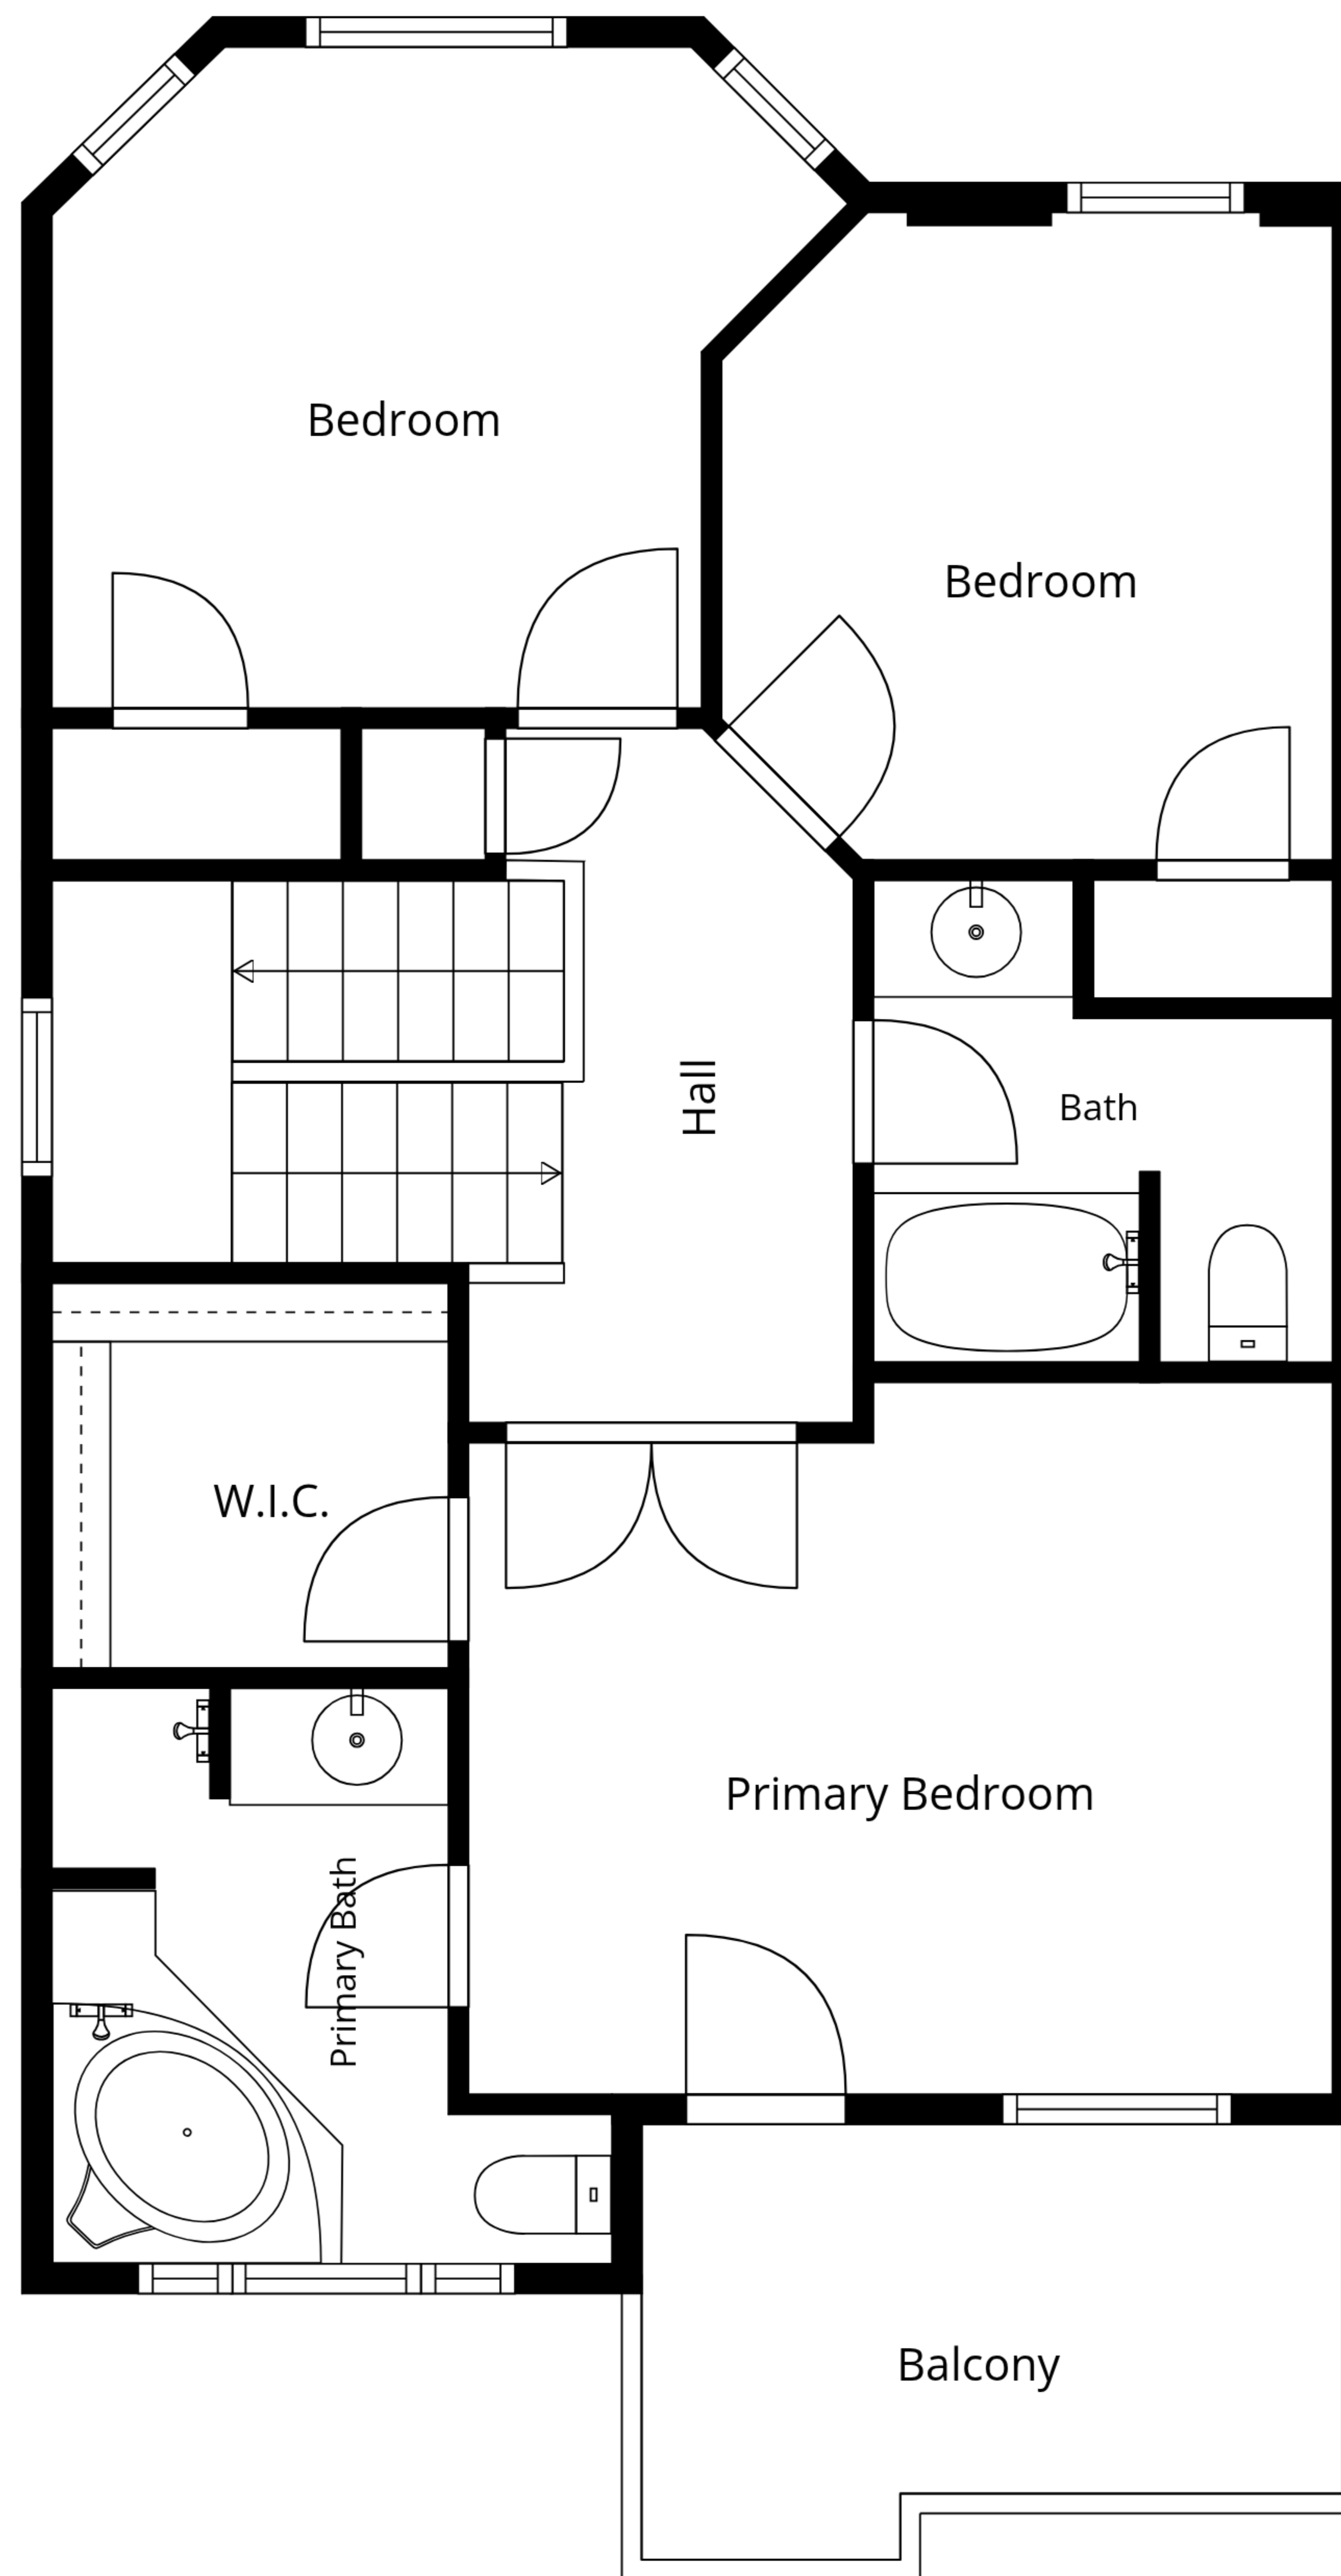 Bedroom
Bedroom
Hall
Bath
W.I.C.
Primary Bedroom
Primary Bath
Balcony